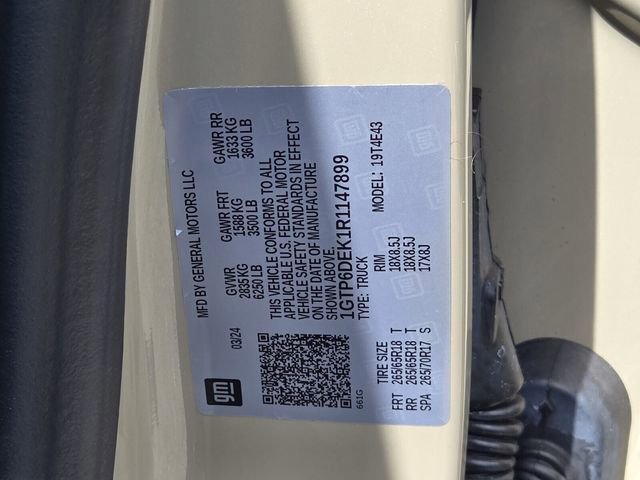 gm
03/24
MFD BY GENERAL MOTORS LLC
GVWR GAWR FRT GAWR RR
2835 KG 1588 KG 1633 KG
6250 LB 3500 LB 3600 LB
THIS VEHICLE CONFORMS TO ALL
APPLICABLE U.S. FEDERAL MOTOR
VEHICLE SAFETY STANDARDS IN EFFECT
ON THE DATE OF MANUFACTURE
SHOWN ABOVE.
1GTP6DEK1R1147899
TYPE: TRUCK MODEL: 19T4E43
661G
TIRE SIZE RIM
FRT 265/65R18 T 18X8.5J
RR 265/65R18 T 18X8.5J
SPA 265/70R17 S 17X8J